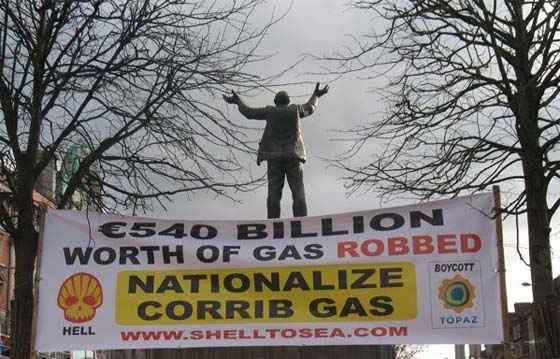 €540 BILLION
WORTH OF GAS ROBBED
NATIONALIZE
CORRIB GAS
HELL
BOYCOTT
TOPAZ
WWW.SHELLTOSEA.COM